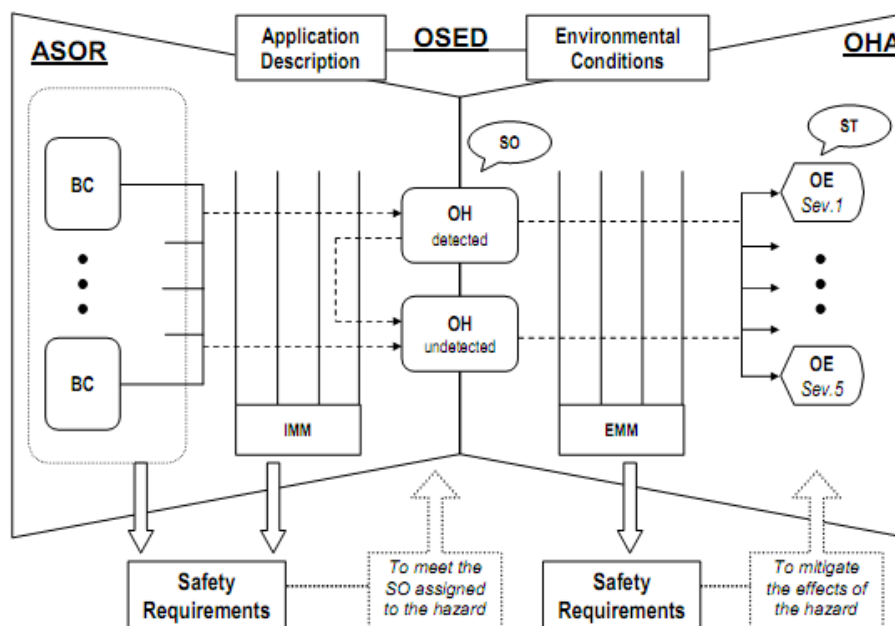 ASOR
Application
Description
OSED
Environmental
Conditions
OHA
SO
ST
BC
OH
detected
OE
Sev.1
OH
undetected
BC
OE
Sev.5
IMM
EMM
Safety
Requirements
To meet the
SO assigned
to the hazard
Safety
Requirements
To mitigate
the effects of
the hazard